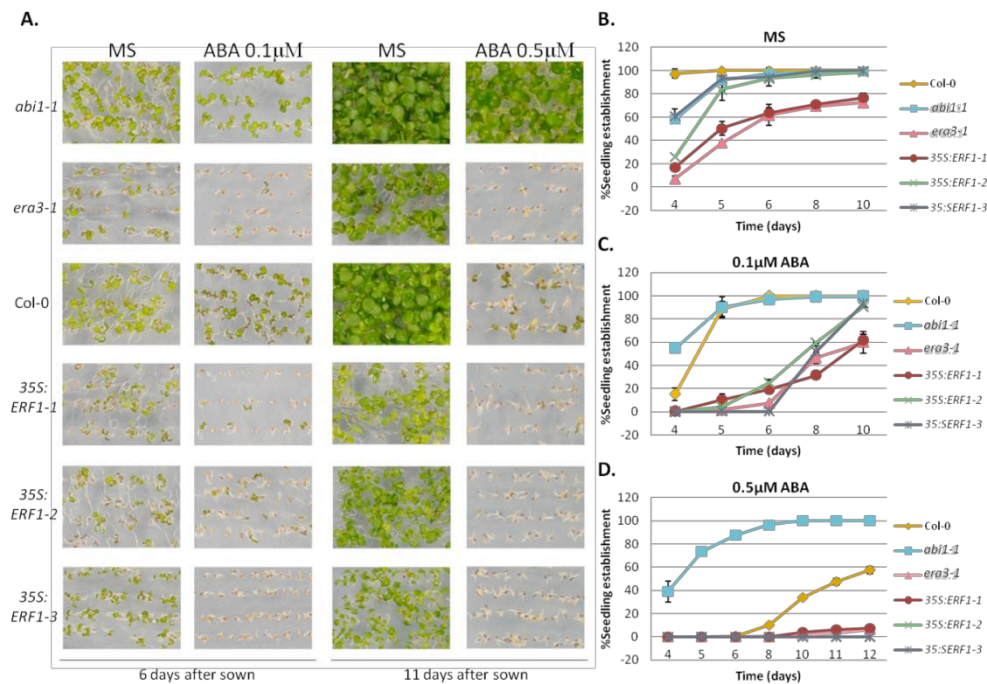 A.
MS
ABA 0.1µM
MS
ABA 0.5µM
abi1-1
era3-1
Col-0
35S:
ERF1-1
35S:
ERF1-2
35S:
ERF1-3
6 days after sown
11 days after sown
B.
MS
%Seedling establishment
120
100
80
60
40
20
0
-20
4
5
6
8
10
Time (days)
Col-0
abi1-1
era3-1
35S:ERF1-1
35S:ERF1-2
35:SERF1-3
C.
0.1µM ABA
%Seedling establishment
120
100
80
60
40
20
0
-20
4
5
6
8
10
Time (days)
Col-0
abi1-1
era3-1
35S:ERF1-1
35S:ERF1-2
35:SERF1-3
D.
0.5µM ABA
%Seedling establishment
120
100
80
60
40
20
0
-20
4
5
6
8
10
11
12
Time (days)
Col-0
abi1-1
era3-1
35S:ERF1-1
35S:ERF1-2
35:SERF1-3